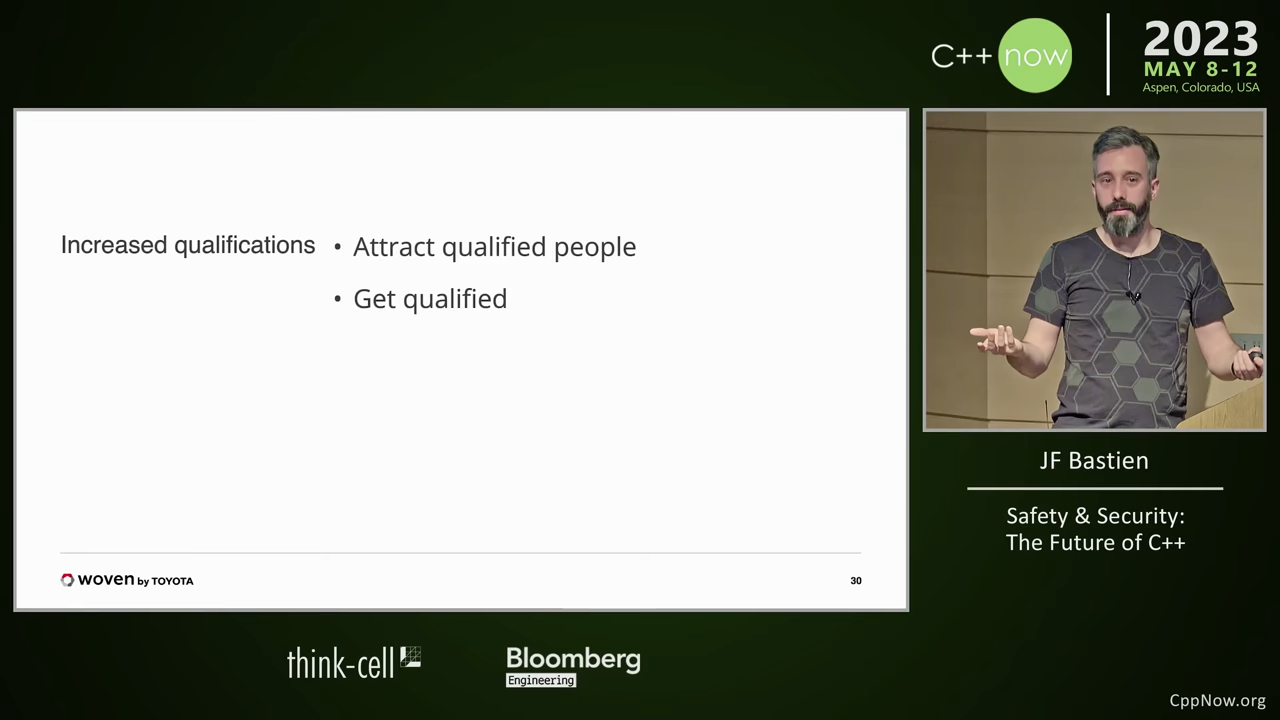 C++ now
2023
MAY 8-12
Aspen, Colorado, USA
Increased qualifications
• Attract qualified people
• Get qualified
woven by TOYOTA
30
JF Bastien
Safety & Security:
The Future of C++
think-cell
Bloomberg
Engineering
CppNow.org